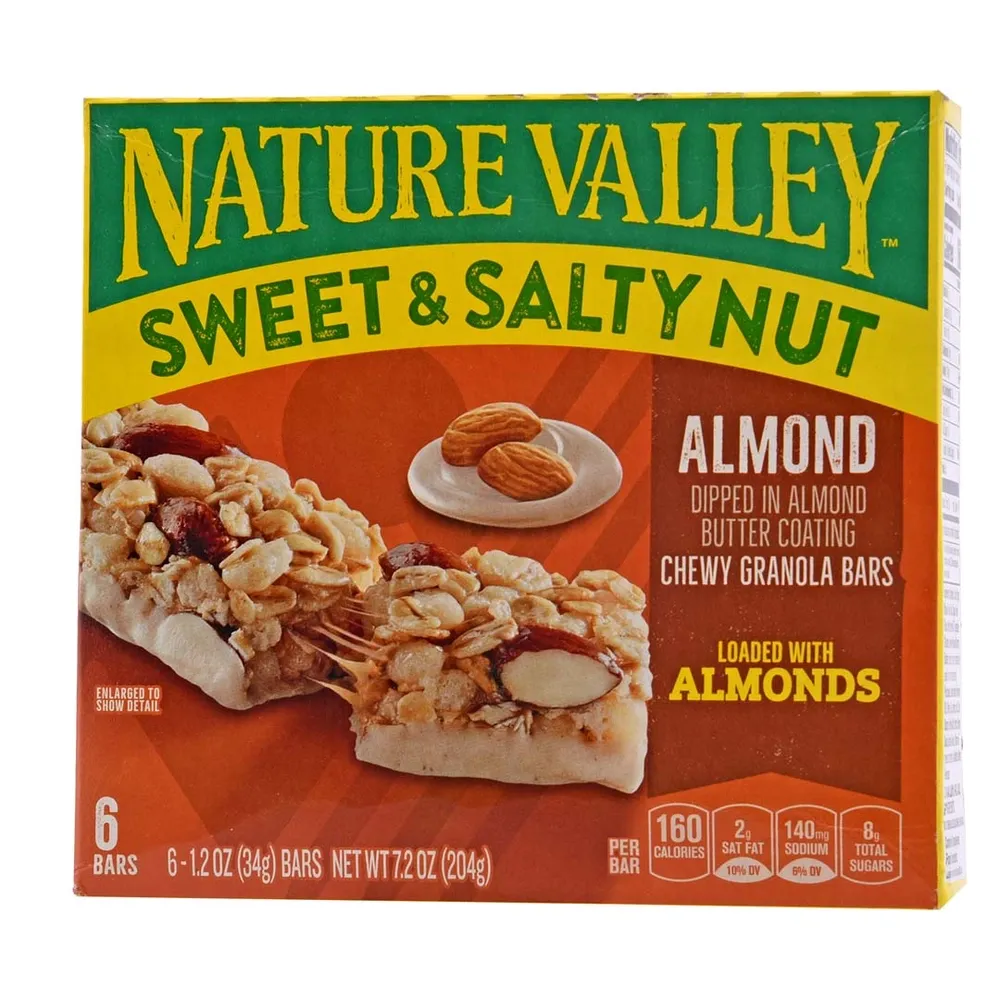 NATURE VALLEY™
SWEET & SALTY NUT
ALMOND
DIPPED IN ALMOND
BUTTER COATING
CHEWY GRANOLA BARS
LOADED WITH
ALMONDS
ENLARGED TO
SHOW DETAIL
6
BARS
6 - 1.2 OZ (34g) BARS NET WT 7.2 OZ (204g)
PER
BAR
160
CALORIES
2g
SAT FAT
10% DV
140mg
SODIUM
6% DV
8g
TOTAL
SUGARS